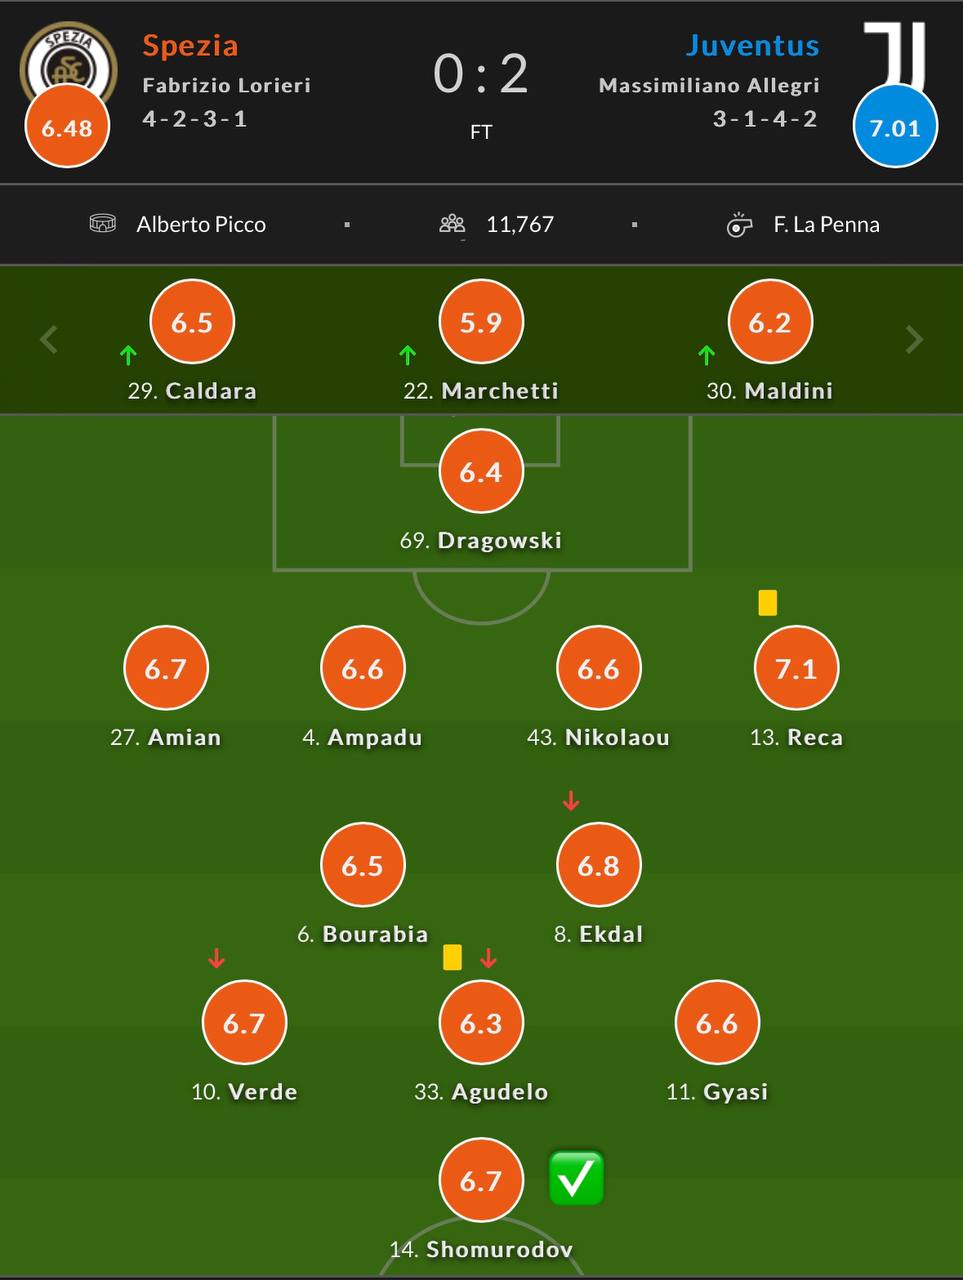 SPEZIA
Spezia
Fabrizio Lorieri
4-2-3-1
6.48
0 : 2
FT
Juventus
Massimiliano Allegri
3-1-4-2
7.01
Alberto Picco
11,767
F. La Penna
6.5
5.9
6.2
29. Caldara
22. Marchetti
30. Maldini
6.4
69. Dragowski
6.7
6.6
6.6
7.1
27. Amian
4. Ampadu
43. Nikolaou
13. Reca
6.5
6.8
6. Bourabia
8. Ekdal
6.7
6.3
6.6
10. Verde
33. Agudelo
11. Gyasi
6.7
14. Shomurodov